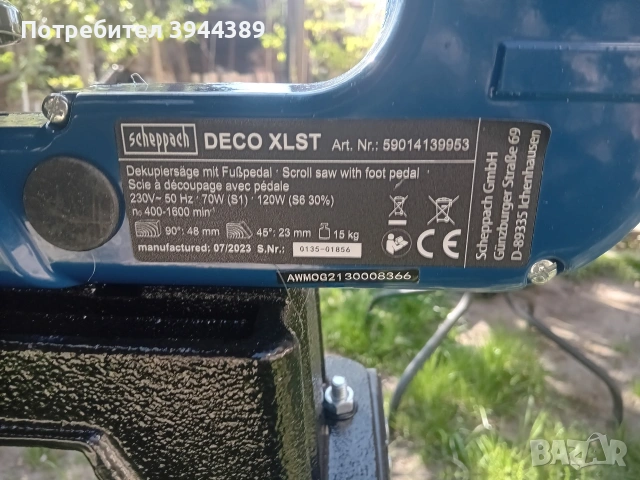 Потребител 3944389
scheppach DECO XLST Art. Nr.: 59014139953
Dekupiersäge mit Fußpedal · Scroll saw with foot pedal
Scie à découpage avec pédale
230V~ 50 Hz · 70W (S1) · 120W (S6 30%)
n₀ 400-1600 min⁻¹
90°: 48 mm 45°: 23 mm 15 kg
manufactured: 07/2023 S.Nr.: 0135-01856
CE
AWMOG2130008366
Scheppach GmbH
Günzburger Straße 69
D-89335 Ichenhausen
BAZAR